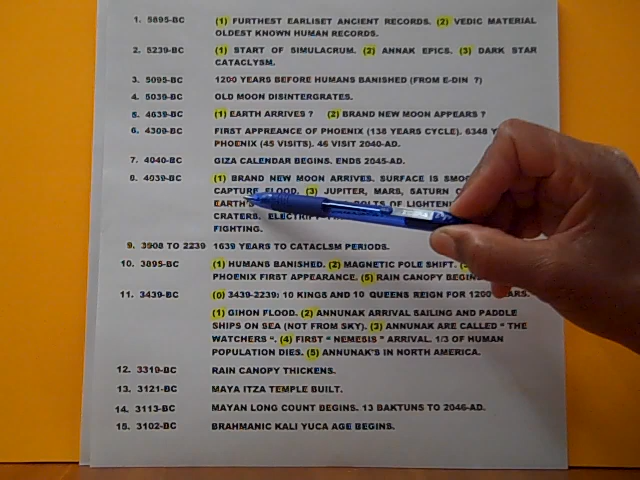 1. 5895-BC (1) FURTHEST EARLISET ANCIENT RECORDS. (2) VEDIC MATERIAL
OLDEST KNOWN HUMAN RECORDS.
2. 5239-BC (1) START OF SIMULACRUM. (2) ANNAK EPICS. (3) DARK STAR
CATACLYSM.
3. 5095-BC 1200 YEARS BEFORE HUMANS BANISHED (FROM E-DIN ?)
4. 5039-BC OLD MOON DISINTERGRATES.
5. 4639-BC (1) EARTH ARRIVES ? (2) BRAND NEW MOON APPEARS ?
6. 4309-BC FIRST APPREANCE OF PHOENIX (138 YEARS CYCLE). 6348
PHOENIX (45 VISITS). 46 VISIT 2040-AD.
7. 4040-BC GIZA CALENDAR BEGINS. ENDS 2045-AD.
8. 4039-BC (1) BRAND NEW MOON ARRIVES. SURFACE IS
CAPTURE FLOOD. (3) JUPITER, MARS, SATURN
EARTH'S BOLTS OF
CRATERS.
FIGHTING.
9. 3908 TO 2239 1639 YEARS TO CATACLSM PERIODS.
10. 3895-BC (1) HUMANS BANISHED. (2) MAGNETIC POLE SHIFT.
PHOENIX FIRST APPEARANCE. (5) RAIN CANOPY
11. 3439-BC (0) 3439-2239: 10 KINGS AND 10 QUEENS REIGN FOR 1200 YEARS.
(1) GIHON FLOOD. (2) ANNUNAK ARRIVAL SAILING AND PADDLE
SHIPS ON SEA (NOT FROM SKY). (3) ANNUNAK ARE CALLED " THE
WATCHERS ". (4) FIRST " NEMESIS " ARRIVAL. 1/3 OF HUMAN
POPULATION DIES. (5) ANNUNAK'S IN NORTH AMERICA.
12. 3319-BC RAIN CANOPY THICKENS.
13. 3121-BC MAYA ITZA TEMPLE BUILT.
14. 3113-BC MAYAN LONG COUNT BEGINS. 13 BAKTUNS TO 2046-AD.
15. 3102-BC BRAHMANIC KALI YUCA AGE BEGINS.